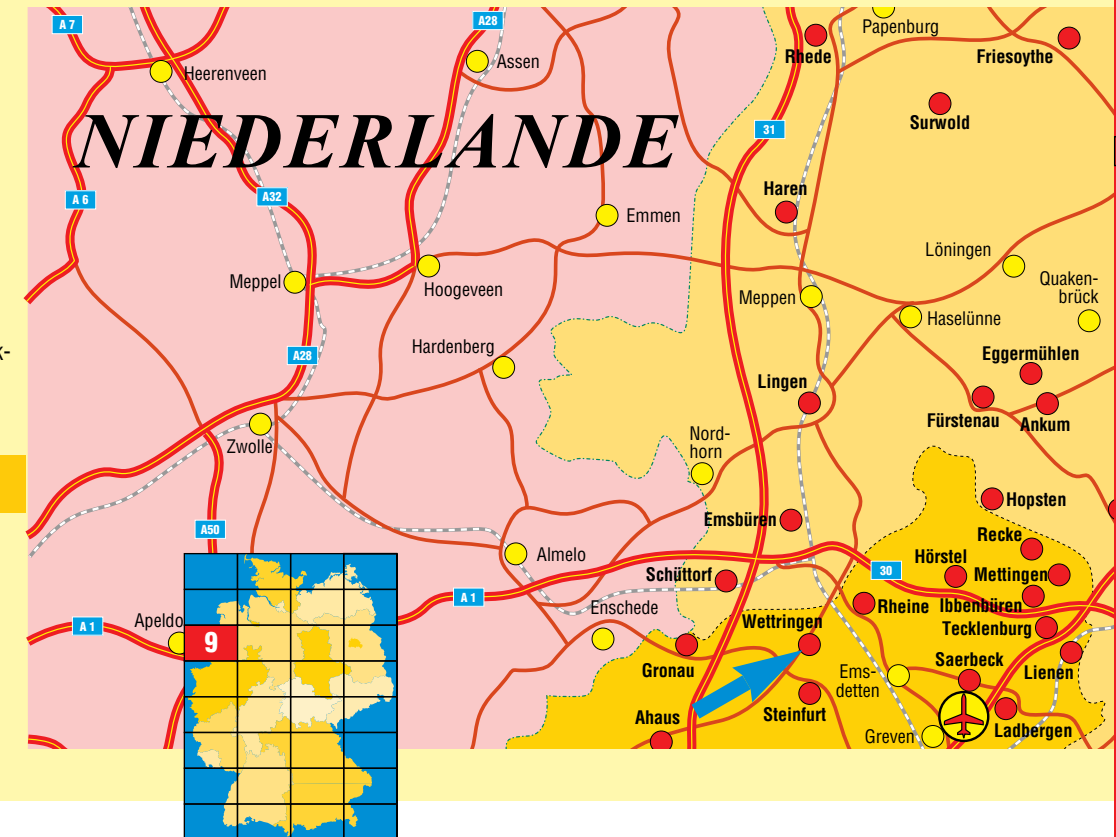 A 7
A28
Papenburg
Heerenveen
Assen
Rhede
Friesoythe
NIEDERLANDE
Surwold
31
A 6
A32
Haren
Emmen
Löningen
Meppel
Hoogeveen
Meppen
Quaken-
brück
Haselünne
k-
A28
Hardenberg
Eggermühlen
Lingen
Fürstenau
Ankum
Zwolle
Nord-
horn
Hopsten
A50
Emsbüren
Recke
Almelo
Hörstel
Schüttorf
30
Mettingen
A 1
Enschede
Rheine
Ibbenbüren
A 1
Apeldo
Wettringen
Tecklenburg
9
Gronau
Saerbeck
Ems-
detten
Lienen
Ahaus
Steinfurt
Ladbergen
Greven